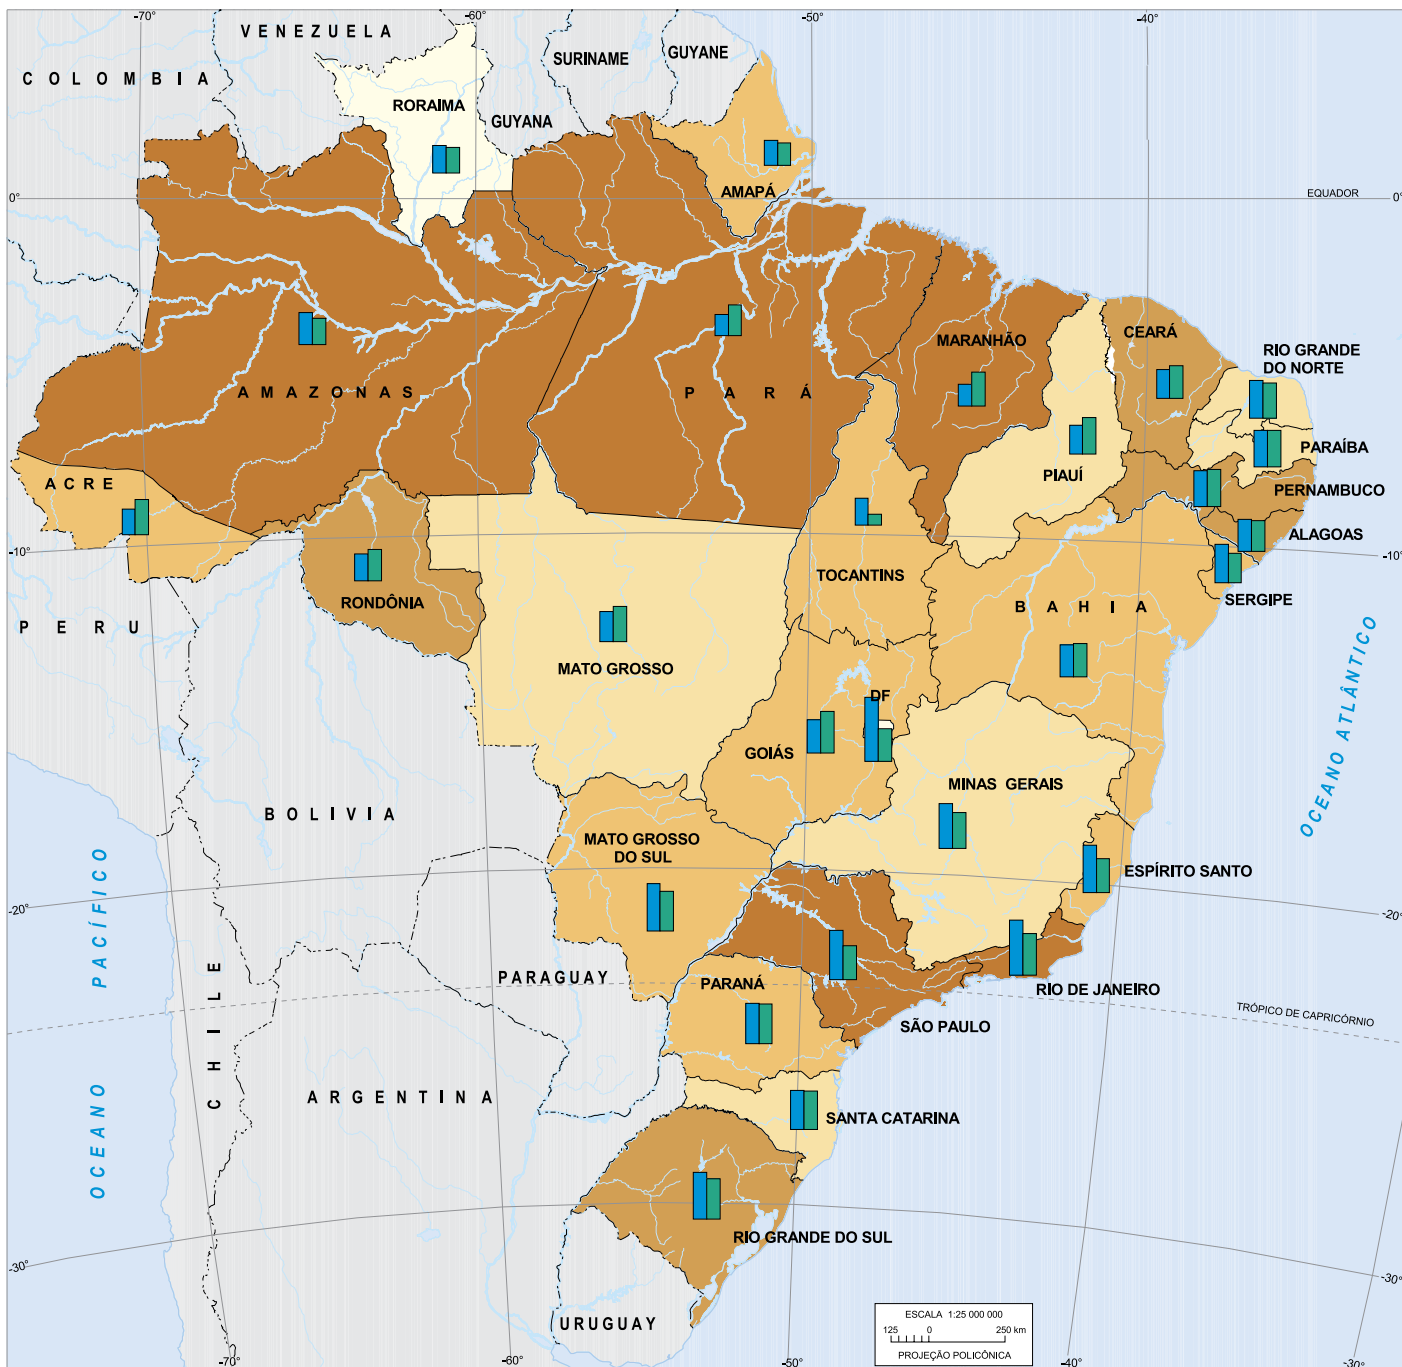 -70°
-60°
-50°
-40°
VENEZUELA
COLOMBIA
SURINAME
GUYANE
GUYANA
RORAIMA
AMAPÁ
0°
EQUADOR
0°
AMAZONAS
PARÁ
MARANHÃO
CEARÁ
RIO GRANDE
DO NORTE
PARAÍBA
PIAUÍ
PERNAMBUCO
ACRE
ALAGOAS
-10°
-10°
TOCANTINS
SERGIPE
RONDÔNIA
BAHIA
PERU
MATO GROSSO
DF
GOIÁS
OCEANO ATLÂNTICO
MINAS GERAIS
BOLIVIA
MATO GROSSO
DO SUL
ESPÍRITO SANTO
-20°
-20°
OCEANO PACÍFICO
CHILE
PARAGUAY
PARANÁ
RIO DE JANEIRO
SÃO PAULO
TRÓPICO DE CAPRICÓRNIO
ARGENTINA
SANTA CATARINA
RIO GRANDE DO SUL
-30°
-30°
URUGUAY
ESCALA 1:25 000 000
125 0 250 km
PROJEÇÃO POLICÔNICA
-70°
-60°
-50°
-40°
-30°